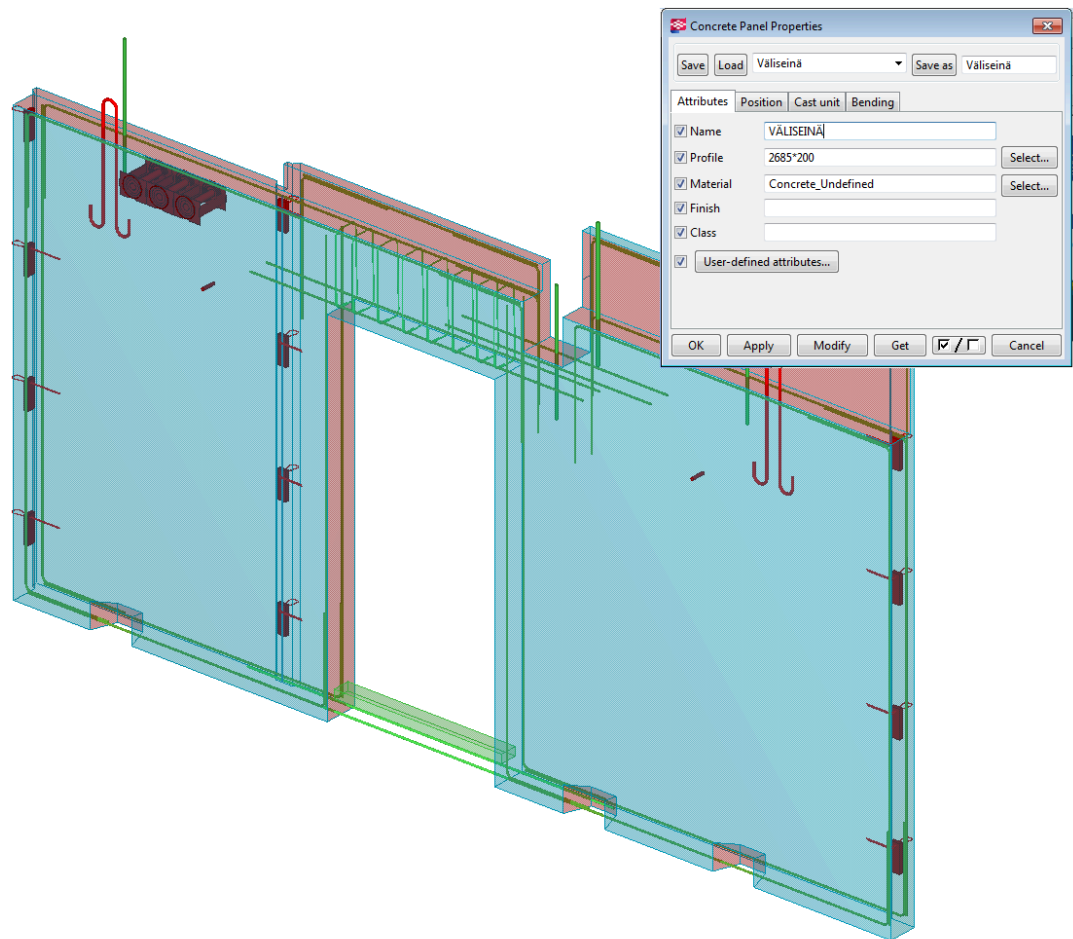 Concrete Panel Properties
Save Load Väliseinä Save as Väliseinä
Attributes Position Cast unit Bending
Name VÄLISEINÄ
Profile 2685*200 Select...
Material Concrete_Undefined Select...
Finish
Class
User-defined attributes...
OK Apply Modify Get / Cancel